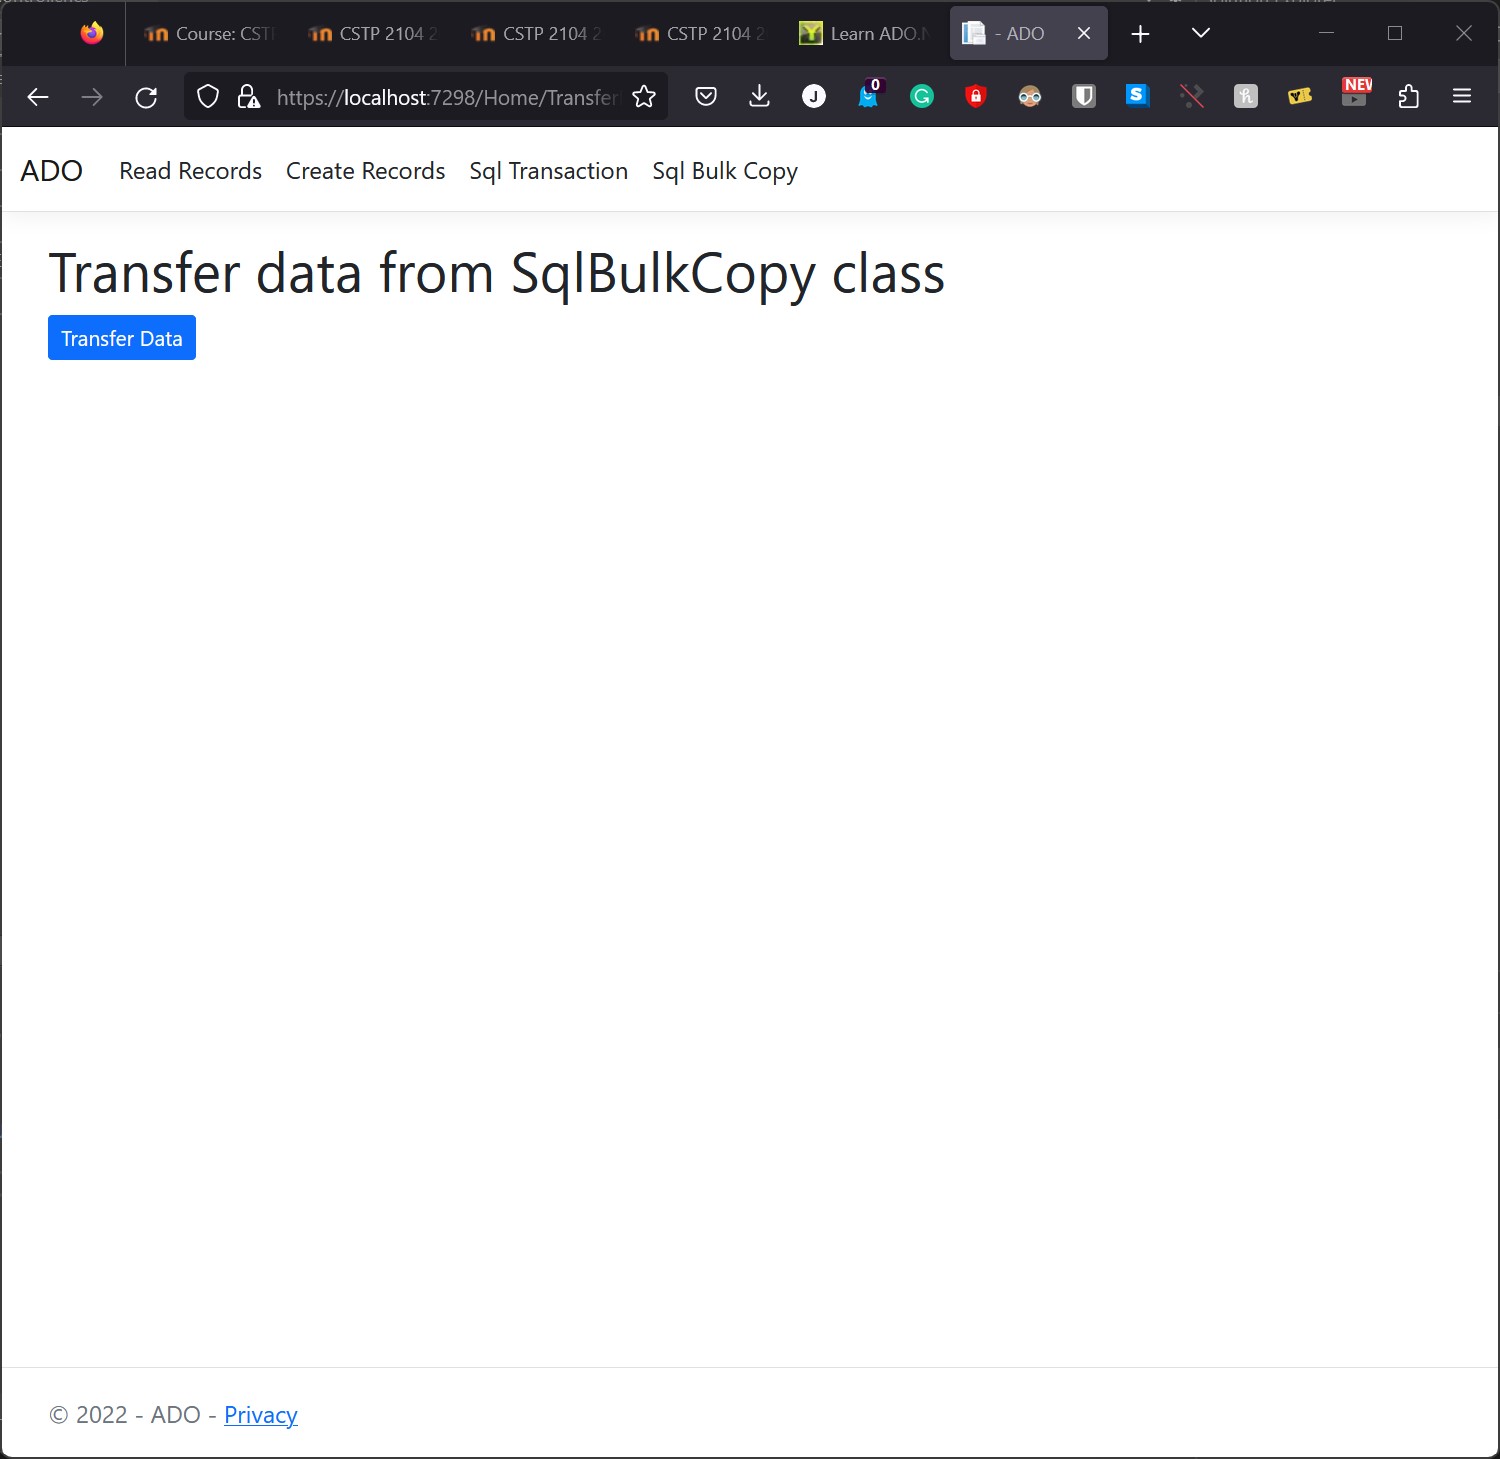 Course: CSTI
CSTP 2104 2
CSTP 2104 2
CSTP 2104 2
Learn ADO.N
- ADO
https://localhost:7298/Home/Transfer
J
0
G
S
h
NEW
ADO
Read Records
Create Records
Sql Transaction
Sql Bulk Copy
Transfer data from SqlBulkCopy class
Transfer Data
© 2022 - ADO - Privacy